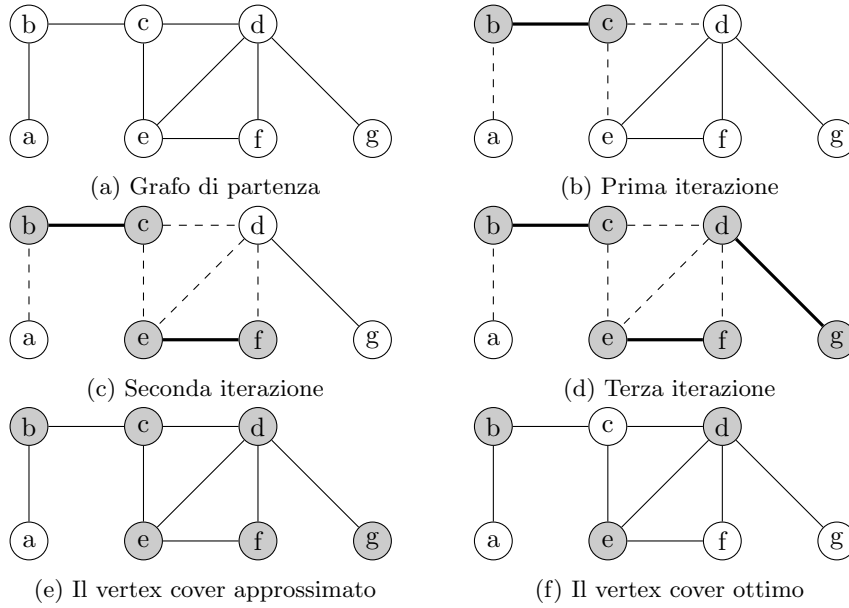 b c d
a e f g
(a) Grafo di partenza
b c d
a e f g
(b) Prima iterazione
b c d
a e f g
(c) Seconda iterazione
b c d
a e f g
(d) Terza iterazione
b c d
a e f g
(e) Il vertex cover approssimato
b c d
a e f g
(f) Il vertex cover ottimo